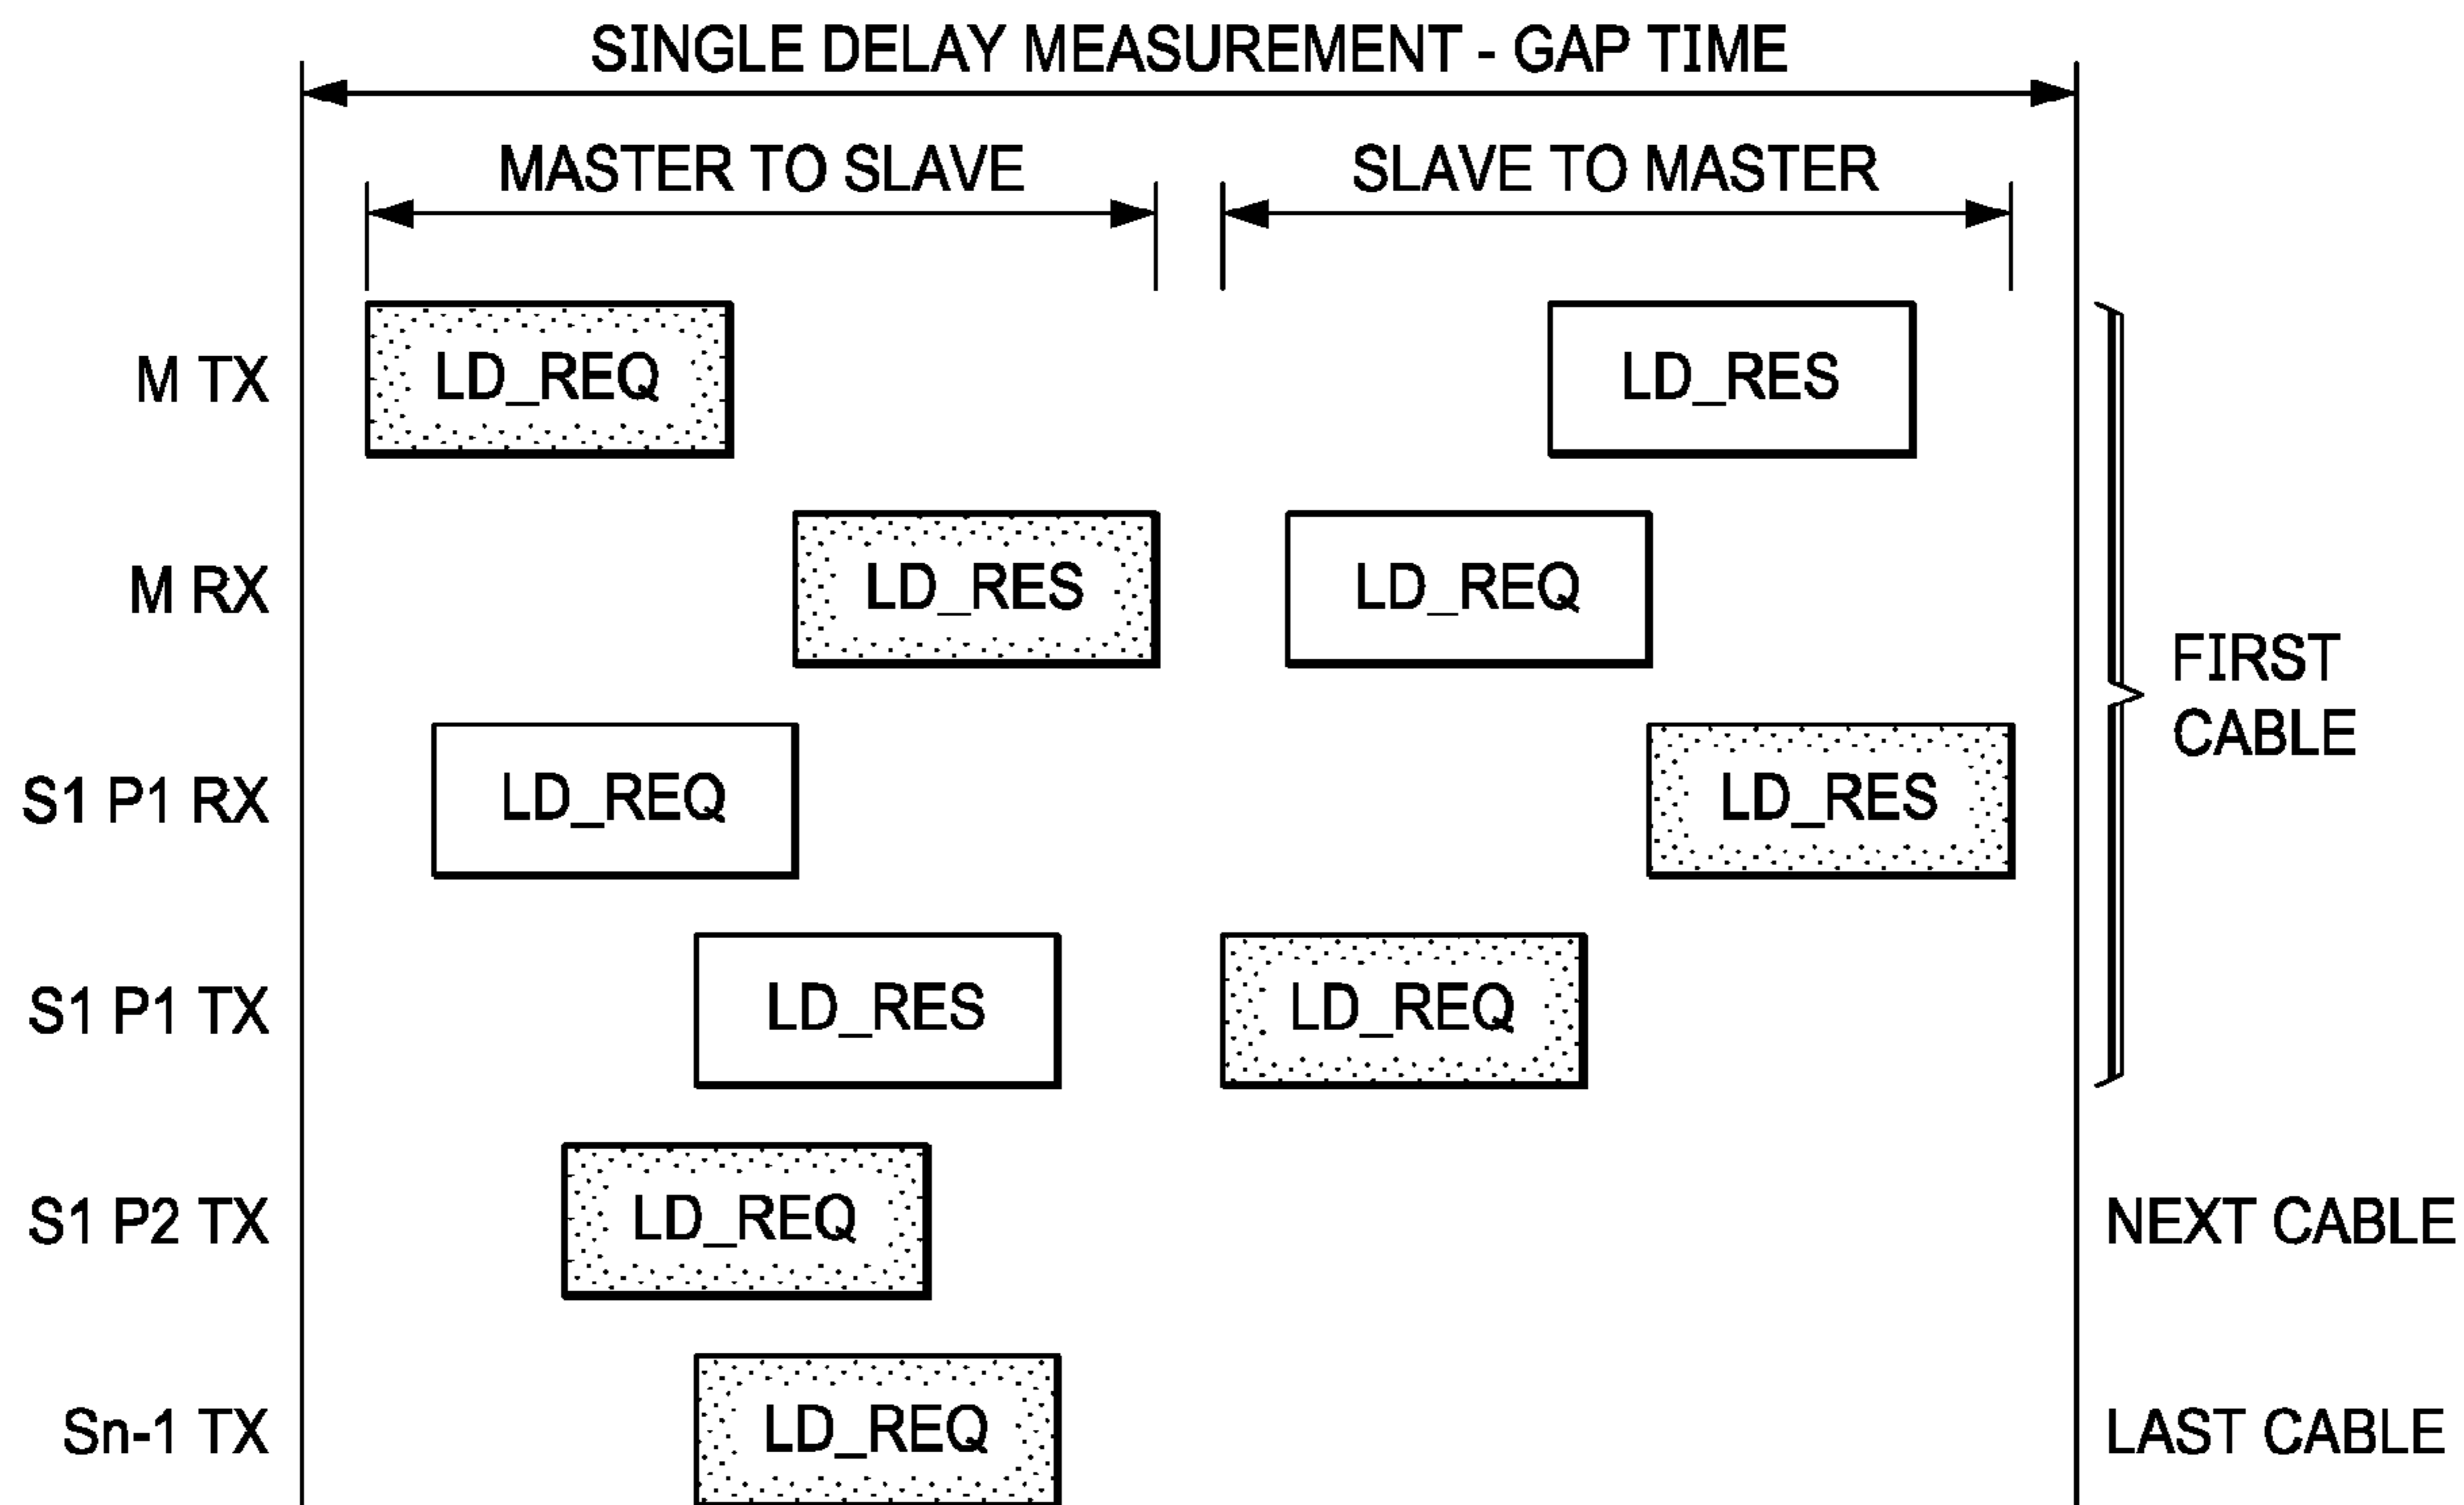 SINGLE DELAY MEASUREMENT - GAP TIME
MASTER TO SLAVE
SLAVE TO MASTER
M TX
LD_REQ
LD_RES
M RX
LD_RES
LD_REQ
FIRST
CABLE
S1 P1 RX
LD_REQ
LD_RES
S1 P1 TX
LD_RES
LD_REQ
S1 P2 TX
LD_REQ
NEXT CABLE
Sn-1 TX
LD_REQ
LAST CABLE